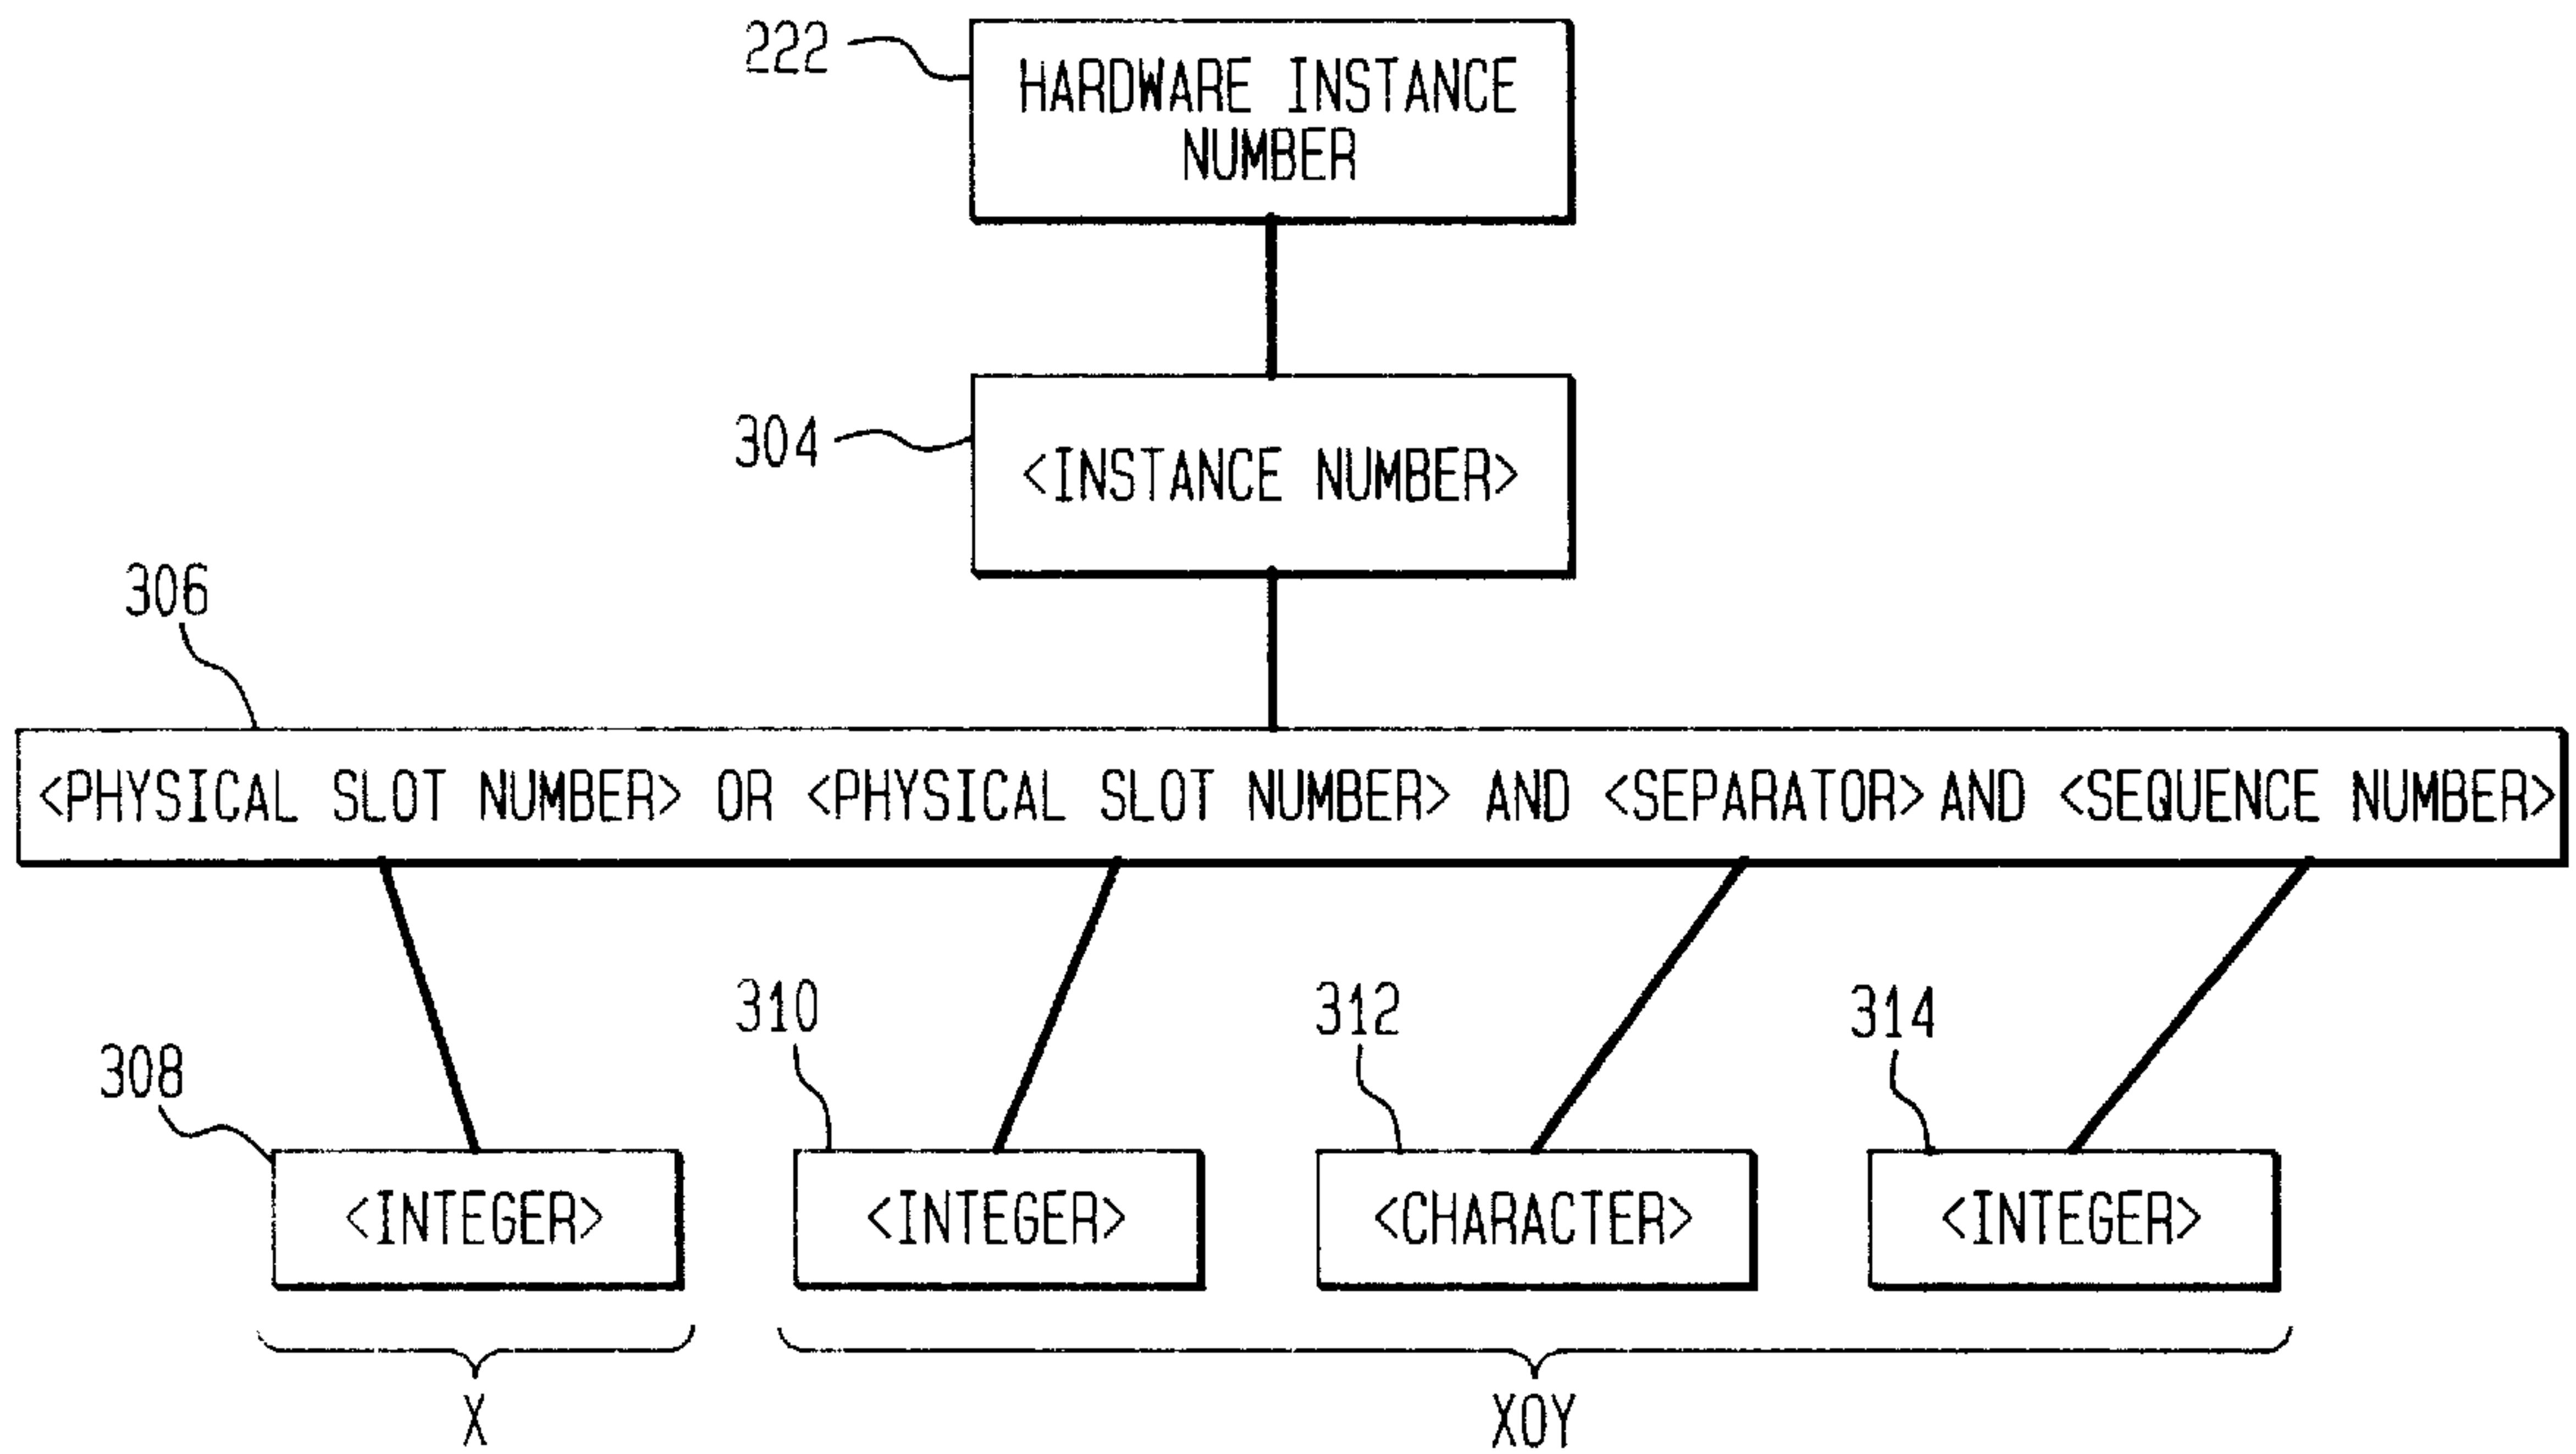 222
HARDWARE INSTANCE
NUMBER
304
<INSTANCE NUMBER>
306
<PHYSICAL SLOT NUMBER> OR <PHYSICAL SLOT NUMBER> AND <SEPARATOR> AND <SEQUENCE NUMBER>
308
310
312
314
<INTEGER>
<INTEGER>
<CHARACTER>
<INTEGER>
X
X0Y